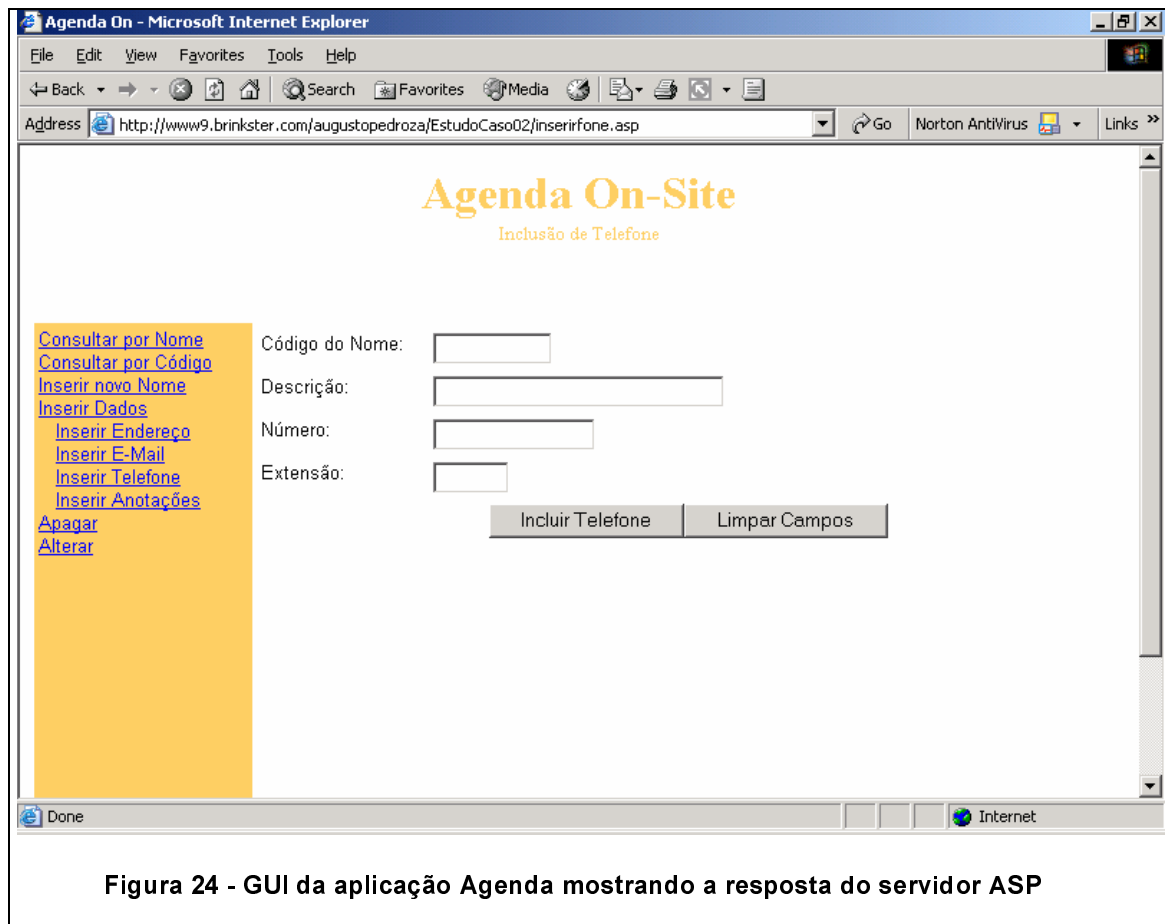 Agenda On - Microsoft Internet Explorer
File Edit View Favorites Tools Help
Back Search Favorites Media
Address http://www9.brinkster.com/augustopedroza/EstudoCaso02/inserirfone.asp Go Norton AntiVirus Links »
Agenda On-Site
Inclusão de Telefone
Consultar por Nome
Consultar por Código
Inserir novo Nome
Inserir Dados
Inserir Endereço
Inserir E-Mail
Inserir Telefone
Inserir Anotações
Apagar
Alterar
Código do Nome:
Descrição:
Número:
Extensão:
Incluir Telefone Limpar Campos
Done Internet
Figura 24 - GUI da aplicação Agenda mostrando a resposta do servidor ASP